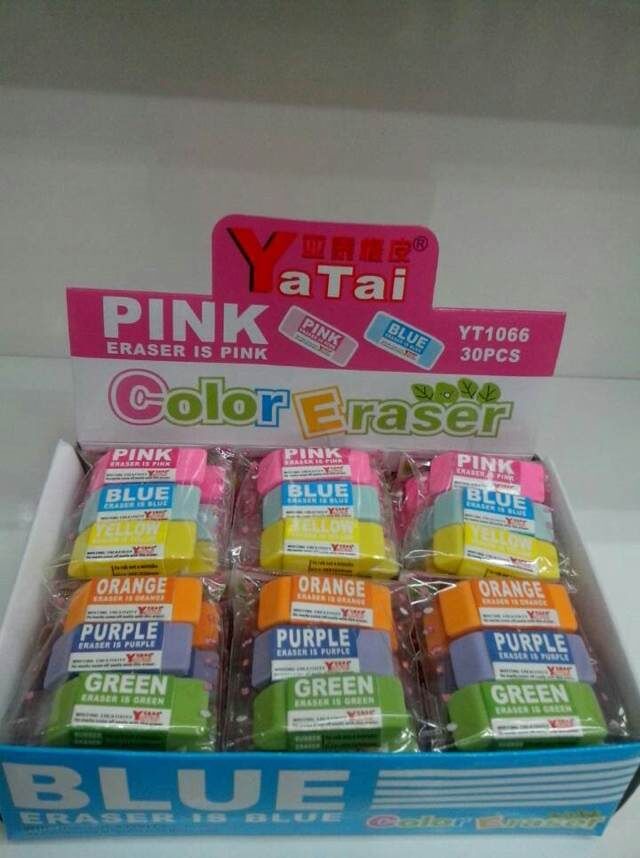 亚泰橡皮®
YaTai
PINK
ERASER IS PINK
PINK
BLUE
YT1066
30PCS
Color Eraser
PINK
ERASER IS PINK
BLUE
ERASER IS BLUE
YELLOW
PINK
ERASER IS PINK
BLUE
ERASER IS BLUE
YELLOW
PINK
ERASER IS PINK
BLUE
ERASER IS BLUE
YELLOW
ORANGE
ERASER IS ORANGE
PURPLE
ERASER IS PURPLE
GREEN
ERASER IS GREEN
ORANGE
ERASER IS ORANGE
PURPLE
ERASER IS PURPLE
GREEN
ERASER IS GREEN
ORANGE
ERASER IS ORANGE
PURPLE
ERASER IS PURPLE
GREEN
ERASER IS GREEN
BLUE
ERASER IS BLUE
Color Eraser